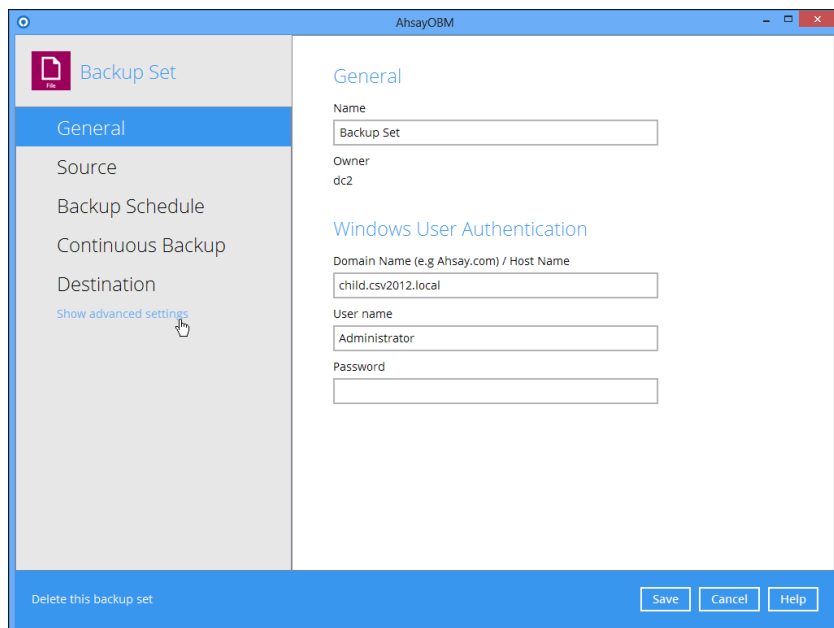 AhsayOBM
File
Backup Set
General
Source
Backup Schedule
Continuous Backup
Destination
Show advanced settings
General
Name
Backup Set
Owner
dc2
Windows User Authentication
Domain Name (e.g Ahsay.com) / Host Name
child.csv2012.local
User name
Administrator
Password
Delete this backup set
Save
Cancel
Help